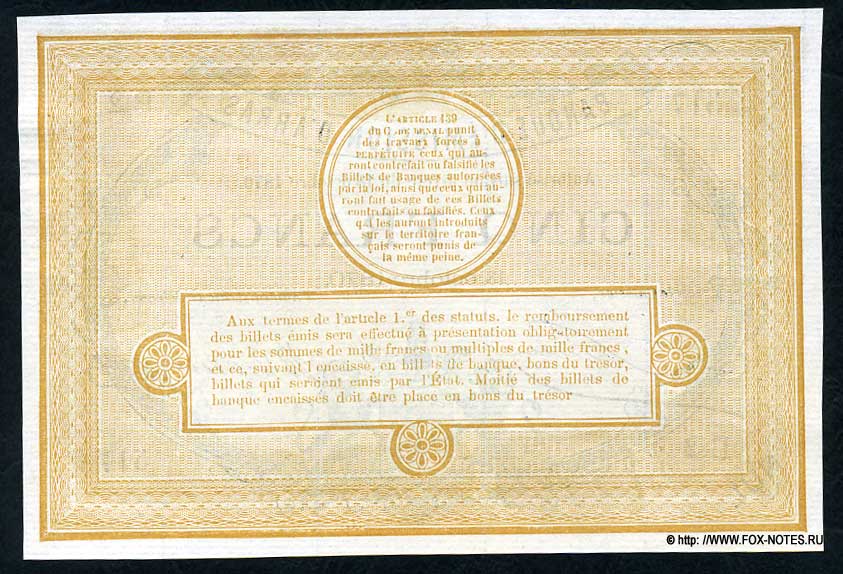 L'ARTICLE 139
du C. DE PENAL punit
des travaux forcés à
PERPÉTUITÉ ceux qui au-
ront contrefait ou falsifié les
Billets de Banques autorisées
par la loi, ainsi que ceux qui au-
ront fait usage de ces Billets
contrefaits ou falsifiés. Ceux
qui les auront introduits
sur le territoire fran-
çais seront punis de
la même peine.
Aux termes de l'article 1.er des statuts. le remboursement
des billets émis sera effectué à présentation obligatoirement
pour les sommes de mille francs ou multiples de mille francs,
et ce, suivant l encaisse, en billets de banque, bons du trésor,
billets qui seraient émis par l'État. Moitié des billets de
banque encaissés doit être place en bons du trésor
© http: //WWW.FOX-NOTES.RU